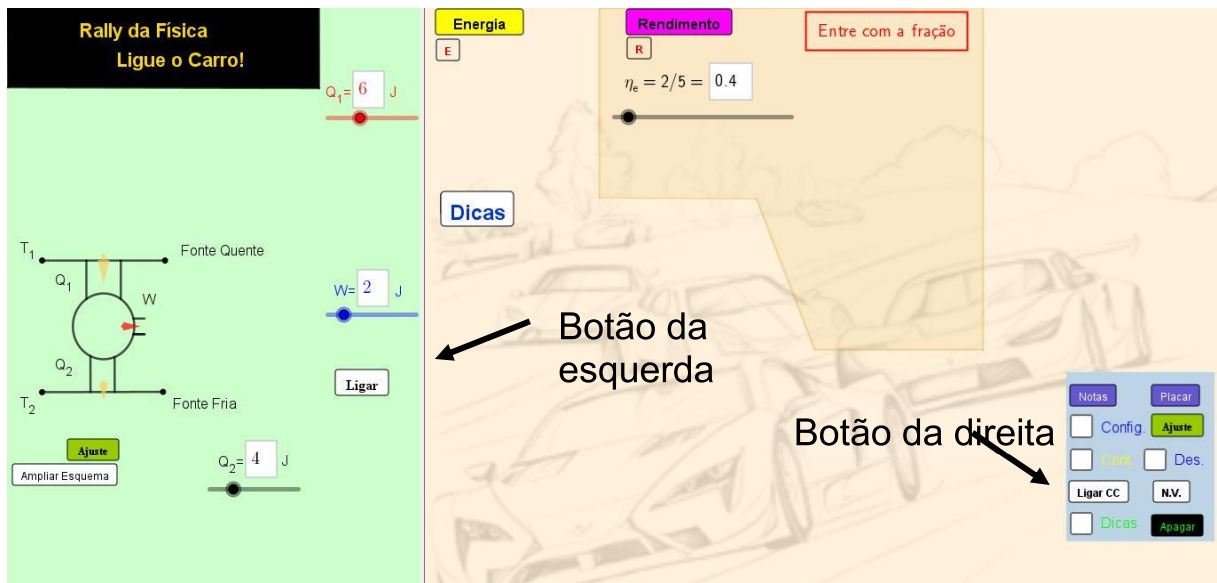 Rally da Física
Ligue o Carro!
Q1= 6 J
T1
Fonte Quente
Q1
W
W= 2 J
Q2
T2
Fonte Fria
Ligar
Ajuste
Ampliar Esquema
Q2= 4 J
Energia
E
Rendimento
R
Entre com a fração
ηe = 2/5 = 0.4
Dicas
Botão da
esquerda
Botão da direita
Notas
Placar
Config.
Ajuste
Cont.
Des.
Ligar CC
N.V.
Dicas
Apagar